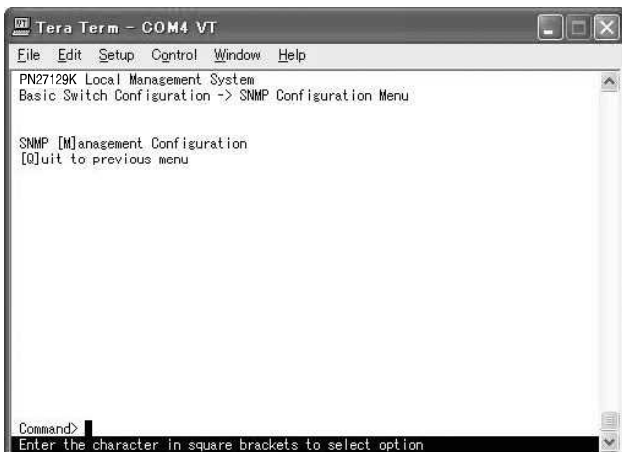 Tera Term - COM4 VT
File Edit Setup Control Window Help
PN27129K Local Management System
Basic Switch Configuration -> SNMP Configuration Menu
SNMP [M]anagement Configuration
[Q]uit to previous menu
Command>
Enter the character in square brackets to select option